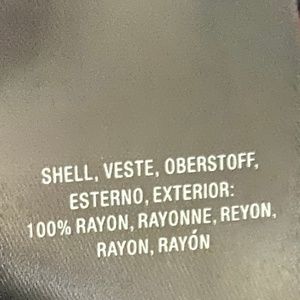 SHELL, VESTE, OBERSTOFF,
ESTERNO, EXTERIOR:
100% RAYON, RAYONNE, REYON,
RAYON, RAYÓN